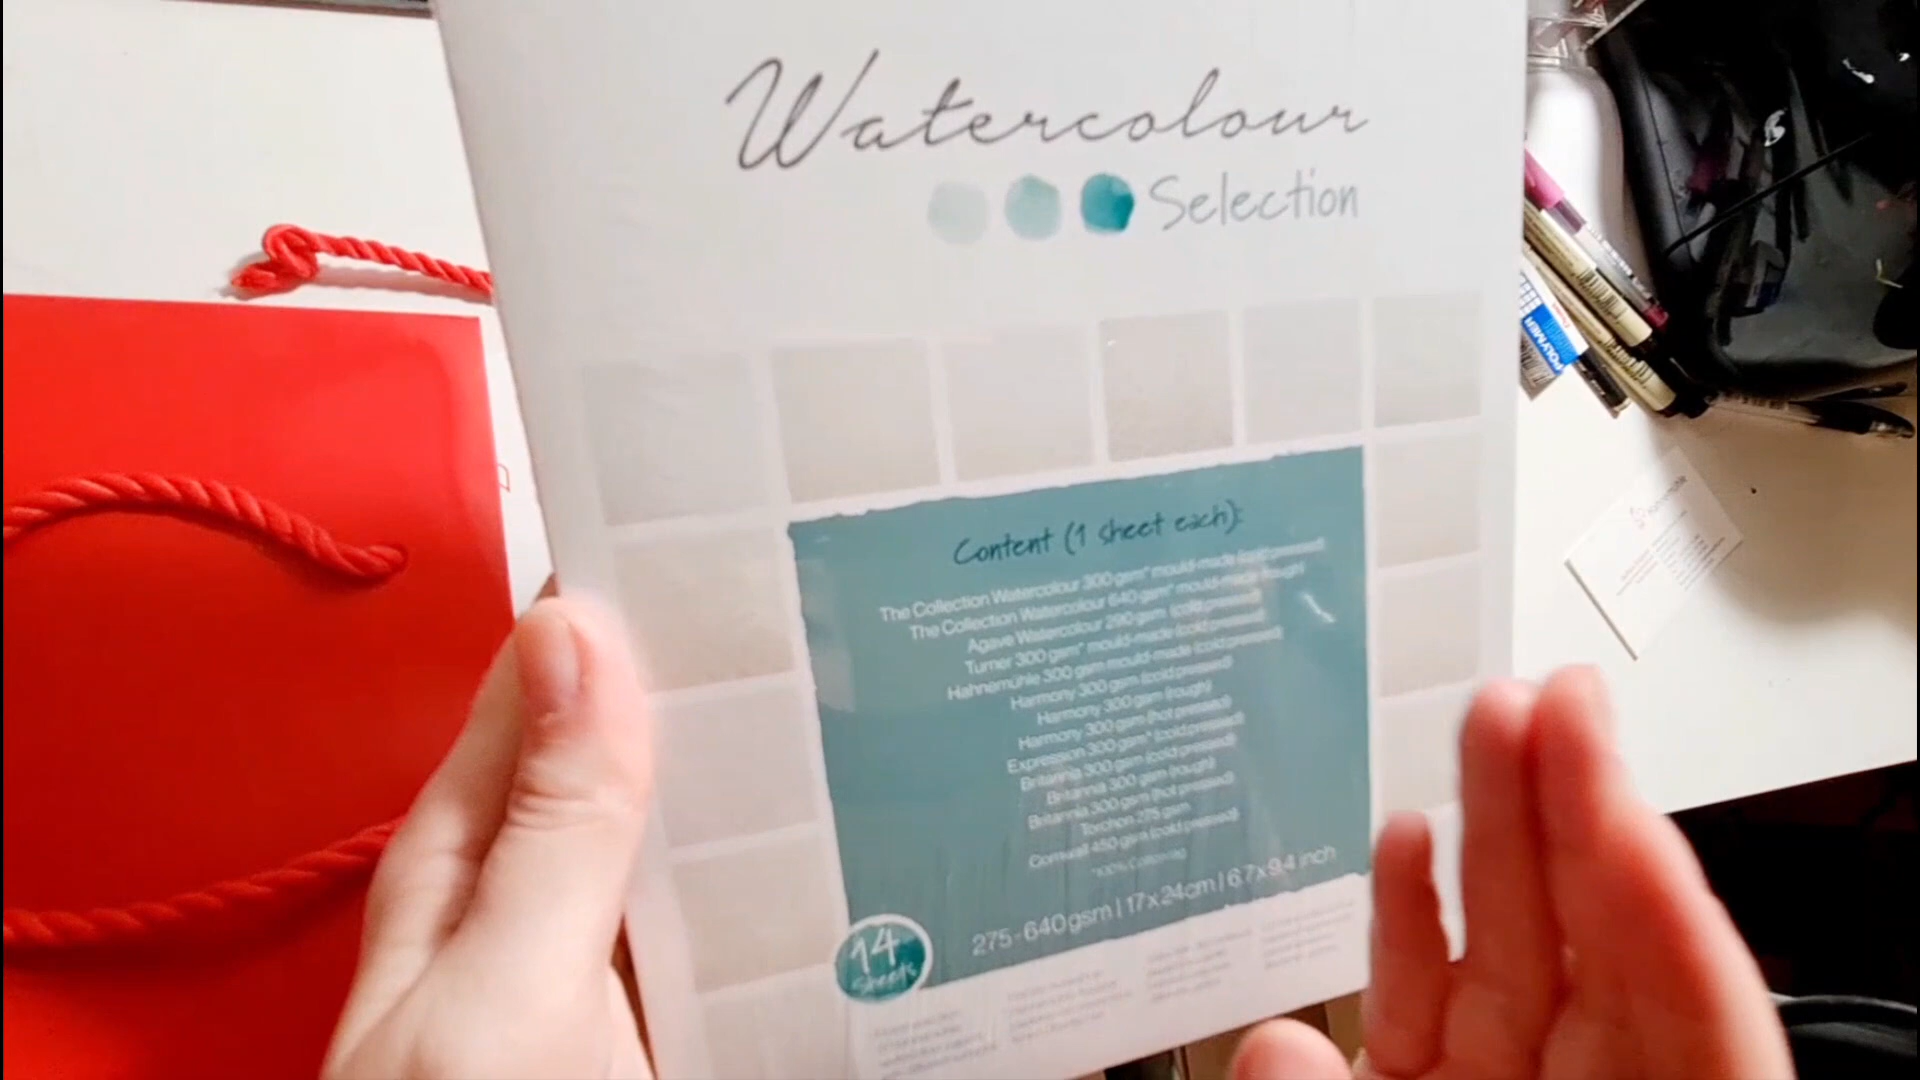 Watercolour
Selection
Content (1 sheet each):
The Collection Watercolour 300 gsm* mould-made (cold pressed)
The Collection Watercolour 640 gsm* mould-made (rough)
Agave Watercolour 290 gsm (cold pressed)
Turner 300 gsm* mould-made (cold pressed)
Hahnemühle 300 gsm mould-made (cold pressed)
Harmony 300 gsm (cold pressed)
Harmony 300 gsm (rough)
Harmony 300 gsm (hot pressed)
Expression 300 gsm* (cold pressed)
Britannia 300 gsm (cold pressed)
Britannia 300 gsm (rough)
Britannia 300 gsm (hot pressed)
Torchon 275 gsm
Cornwall 450 gsm (cold pressed)
*100% Cotton
275-640gsm | 17x24cm | 6.7x9.4 inch
14
Sheets
POLYMER